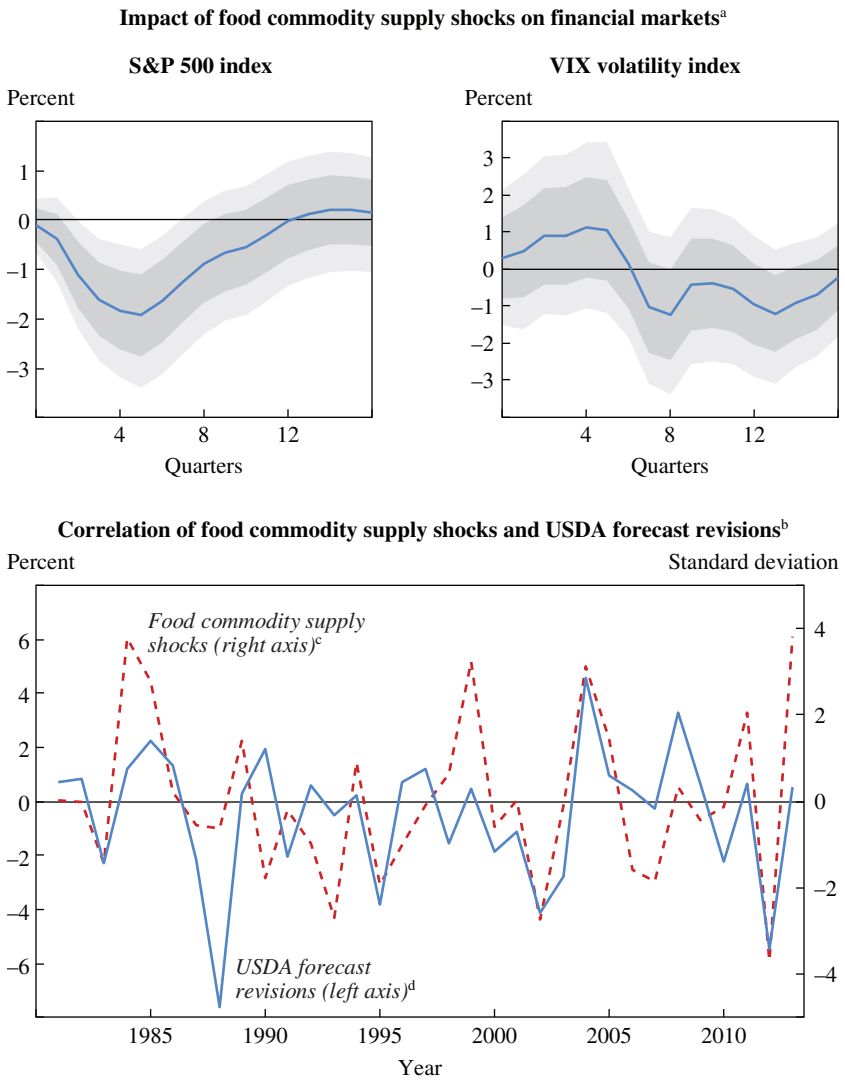 Impact of food commodity supply shocks on financial marketsᵃ
S&P 500 index
VIX volatility index
Percent
Percent
1
0
–1
–2
–3
3
2
1
0
–1
–2
–3
4
8
12
4
8
12
Quarters
Quarters
Correlation of food commodity supply shocks and USDA forecast revisionsᵇ
Percent
Standard deviation
Food commodity supply
shocks (right axis)ᶜ
6
4
2
0
–2
–4
–6
4
2
0
–2
–4
USDA forecast
revisions (left axis)ᵈ
1985
1990
1995
2000
2005
2010
Year